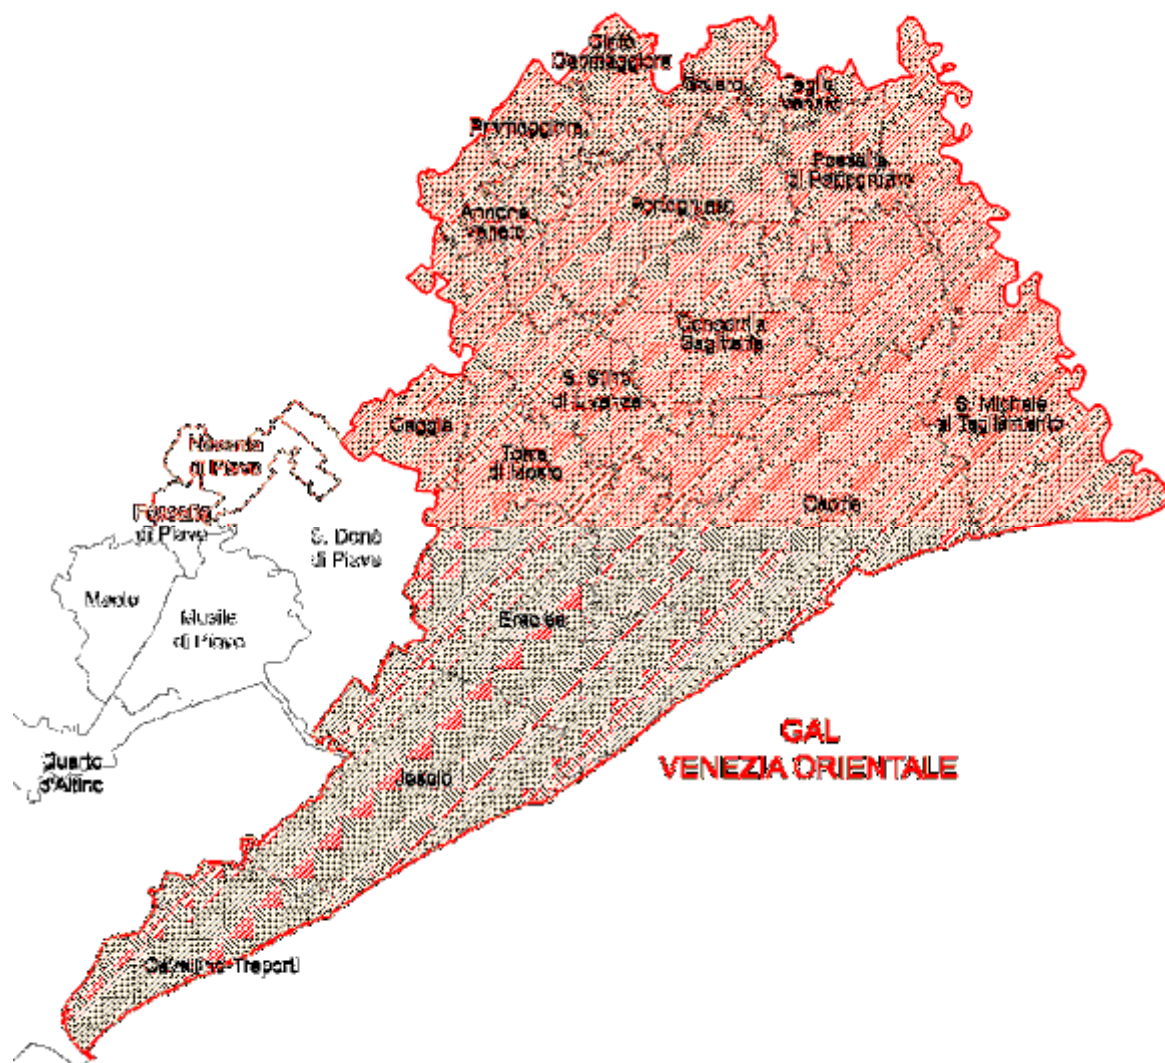 Cinto
Caomaggiore
Gruaro
Teglio
Veneto
Pramaggiore
Fossalta
di Portogruaro
Annone
Veneto
Portogruaro
Concordia
Sagittaria
S. Stino
di Livenza
S. Michele
al Tagliamento
Ceggia
Noventa
di Piave
Torre
di Mosto
Caorle
Fossalta
di Piave
S. Donà
di Piave
Meolo
Musile
di Piave
Eraclea
GAL
VENEZIA ORIENTALE
Quarto
d'Altino
Jesolo
Cavallino-Treporti